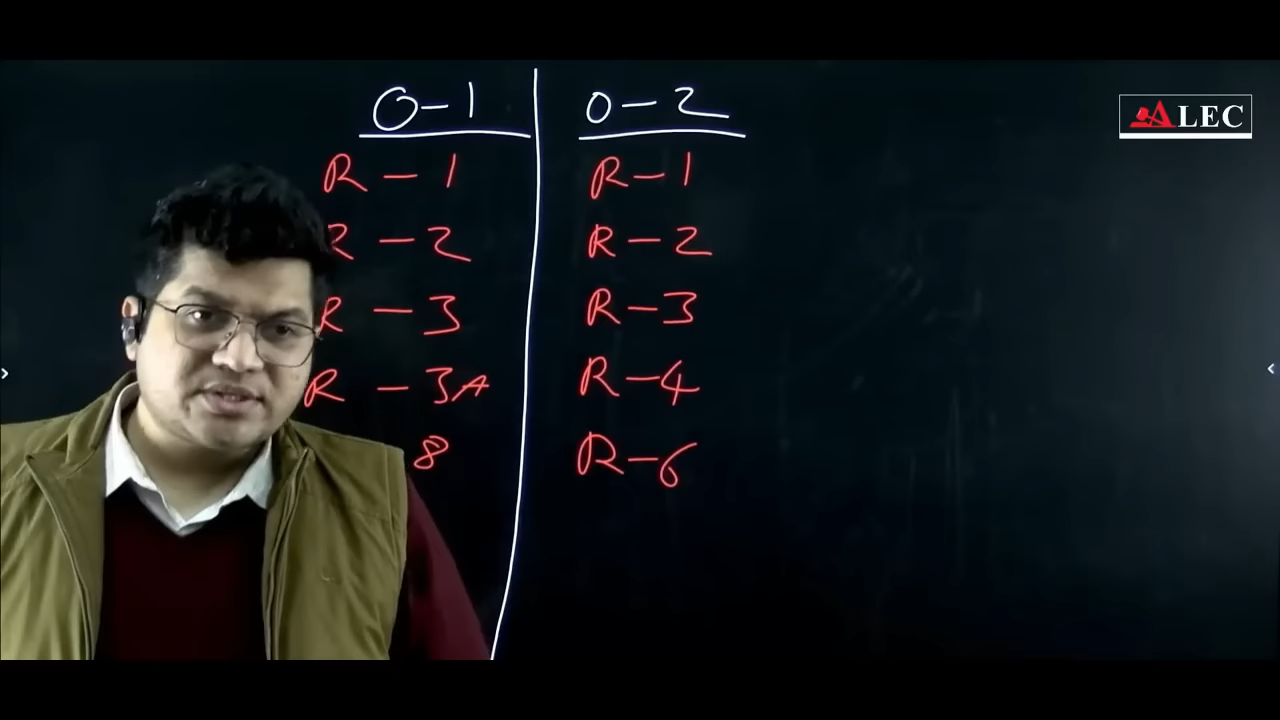 O-1
R - 1
R - 2
R - 3
R - 3A
8
O-2
R-1
R-2
R-3
R-4
R-6
ALEC